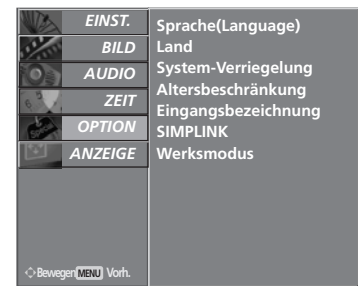 EINST.
BILD
AUDIO
ZEIT
OPTION
ANZEIGE
Sprache(Language)
Land
System-Verriegelung
Altersbeschränkung
Eingangsbezeichnung
SIMPLINK
Werksmodus
Bewegen MENU Vorh.